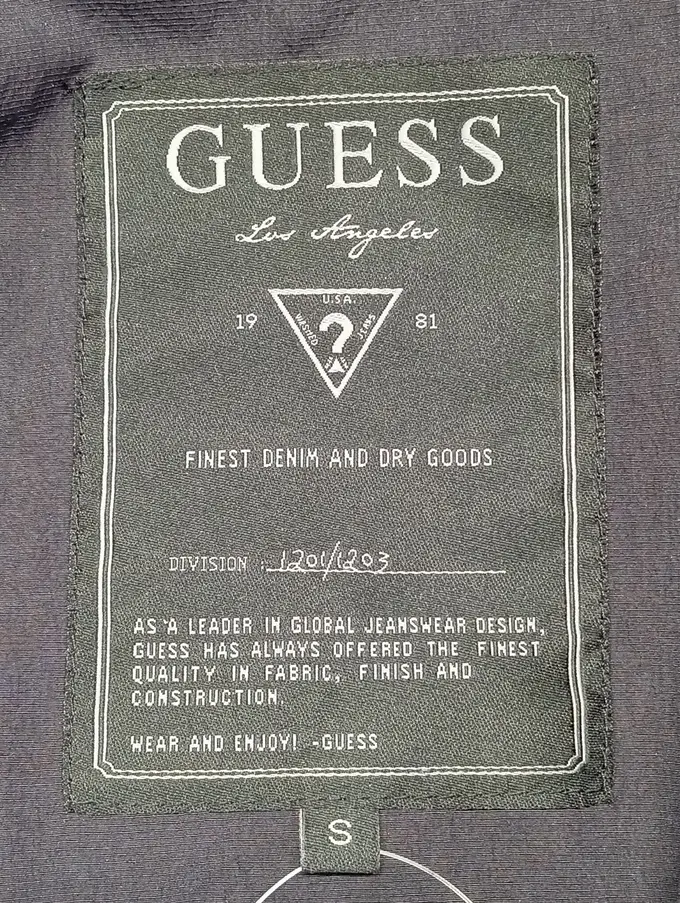 GUESS
Los Angeles
U.S.A.
19 WASHED ? JEANS 81
FINEST DENIM AND DRY GOODS
DIVISION : 1201/1203
AS A LEADER IN GLOBAL JEANSWEAR DESIGN,
GUESS HAS ALWAYS OFFERED THE FINEST
QUALITY IN FABRIC, FINISH AND
CONSTRUCTION.
WEAR AND ENJOY! -GUESS
S